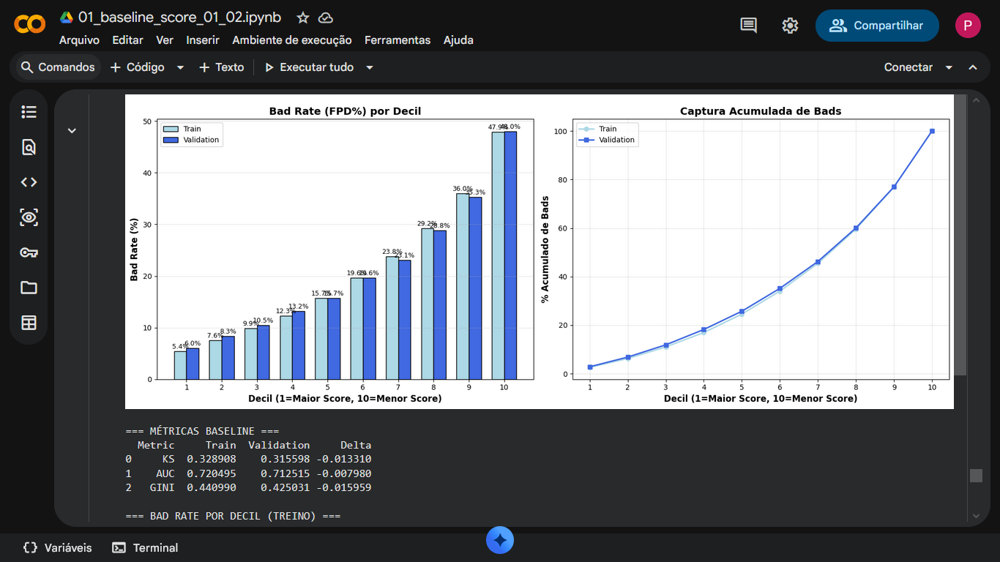 01_baseline_score_01_02.ipynb
Arquivo Editar Ver Inserir Ambiente de execução Ferramentas Ajuda
Compartilhar
P
Comandos + Código + Texto Executar tudo
Conectar
Bad Rate (FPD%) por Decil
Train
Validation
Bad Rate (%)
50
40
30
20
10
0
5.4% 6.0% 7.6% 8.3% 9.9% 10.5% 12.3% 13.2% 15.7% 15.7% 19.6% 19.6% 23.8% 23.1% 29.2% 28.8% 36.0% 35.3% 47.9% 48.0%
1 2 3 4 5 6 7 8 9 10
Decil (1=Maior Score, 10=Menor Score)
Captura Acumulada de Bads
Train
Validation
% Acumulado de Bads
100
80
60
40
20
0
1 2 3 4 5 6 7 8 9 10
Decil (1=Maior Score, 10=Menor Score)
=== MÉTRICAS BASELINE ===
Metric Train Validation Delta
0 KS 0.328908 0.315598 -0.013310
1 AUC 0.720495 0.712515 -0.007980
2 GINI 0.440990 0.425031 -0.015959
=== BAD RATE POR DECIL (TREINO) ===
Variáveis Terminal